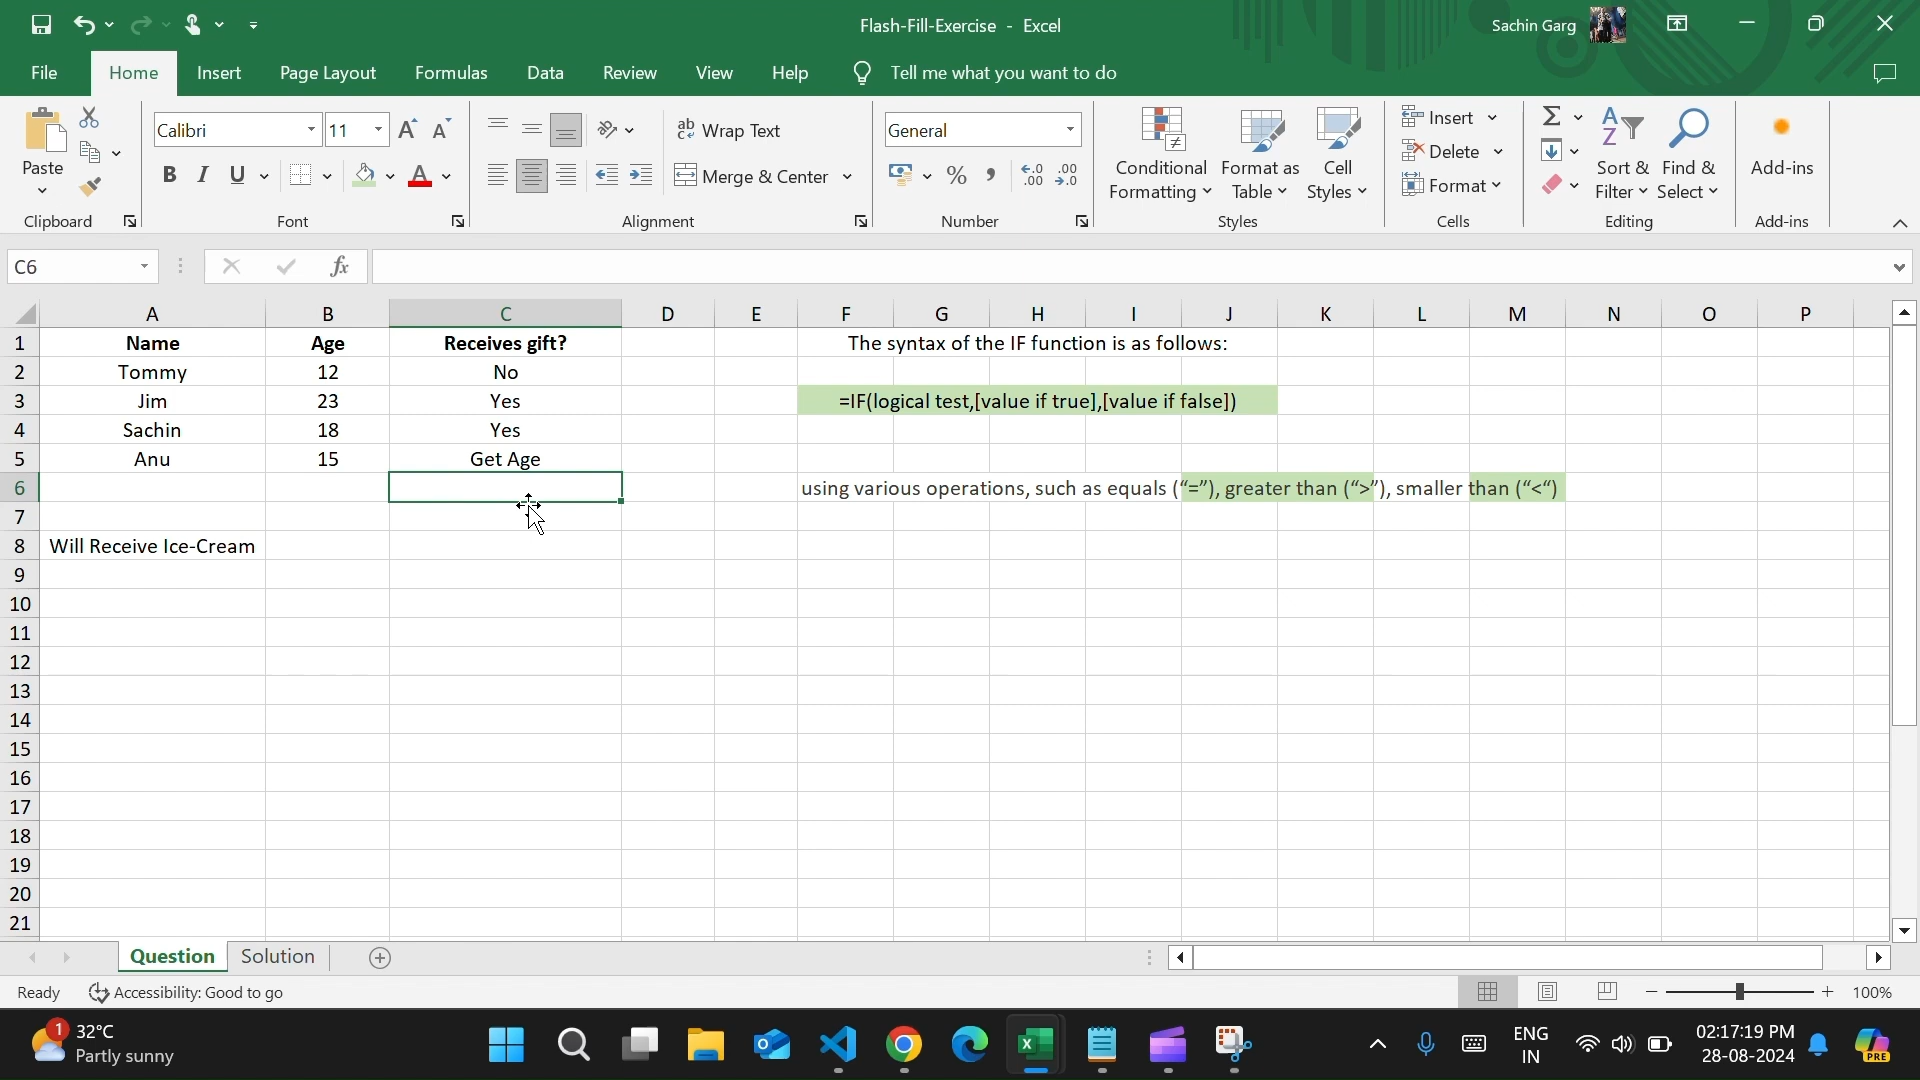 Flash-Fill-Exercise - Excel
Sachin Garg
File Home Insert Page Layout Formulas Data Review View Help Tell me what you want to do
Paste
Clipboard
Calibri 11
B I U A
Font
ab Wrap Text
Merge & Center
Alignment
General
% , .00 .00
Number
Conditional Formatting
Format as Table
Cell Styles
Styles
Insert
Delete
Format
Cells
Sort & Filter
Find & Select
Editing
Add-ins
Add-ins
C6 fx
A B C D E F G H I J K L M N O P
1 Name Age Receives gift? The syntax of the IF function is as follows:
2 Tommy 12 No
3 Jim 23 Yes =IF(logical test,[value if true],[value if false])
4 Sachin 18 Yes
5 Anu 15 Get Age
6 using various operations, such as equals (“=”), greater than (“>”), smaller than (“<“)
7
8 Will Receive Ice-Cream
9
10
11
12
13
14
15
16
17
18
19
20
21
Question Solution
Ready Accessibility: Good to go 100%
1 32°C
Partly sunny
ENG
IN
02:17:19 PM
28-08-2024
PRE